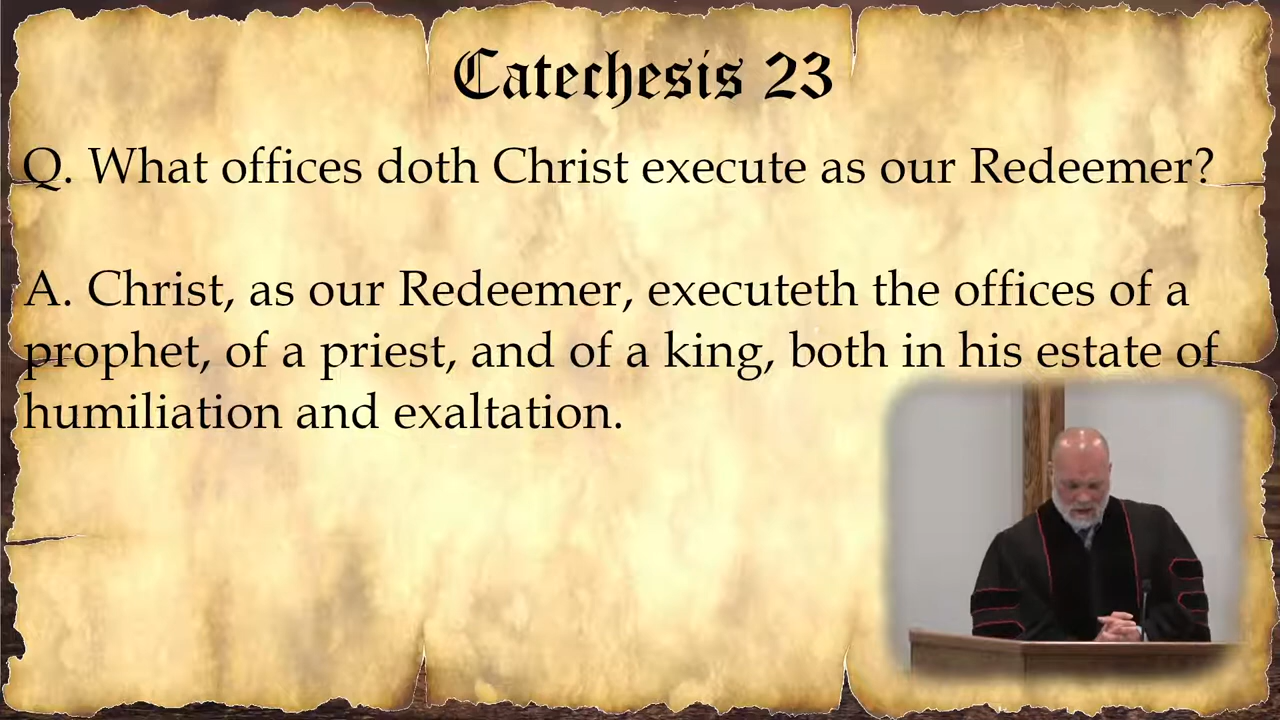 Catechesis 23
Q. What offices doth Christ execute as our Redeemer?
A. Christ, as our Redeemer, executeth the offices of a
prophet, of a priest, and of a king, both in his estate of
humiliation and exaltation.